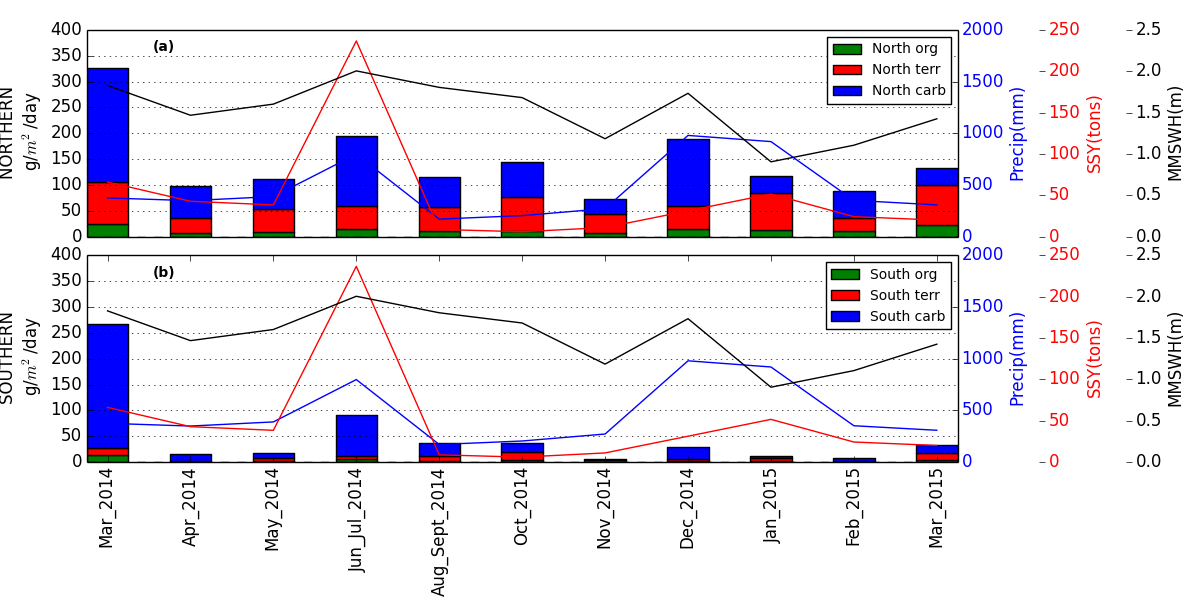 NORTHERN
g/m² /day
400
350
300
250
200
150
100
50
0
(a)
North org
North terr
North carb
2000
1500
1000
500
0
Precip(mm)
250
200
150
100
50
0
SSY(tons)
2.5
2.0
1.5
1.0
0.5
0.0
MMSWH(m)
SOUTHERN
g/m² /day
400
350
300
250
200
150
100
50
0
(b)
South org
South terr
South carb
2000
1500
1000
500
0
Precip(mm)
250
200
150
100
50
0
SSY(tons)
2.5
2.0
1.5
1.0
0.5
0.0
MMSWH(m)
Mar_2014
Apr_2014
May_2014
Jun_Jul_2014
Aug_Sept_2014
Oct_2014
Nov_2014
Dec_2014
Jan_2015
Feb_2015
Mar_2015